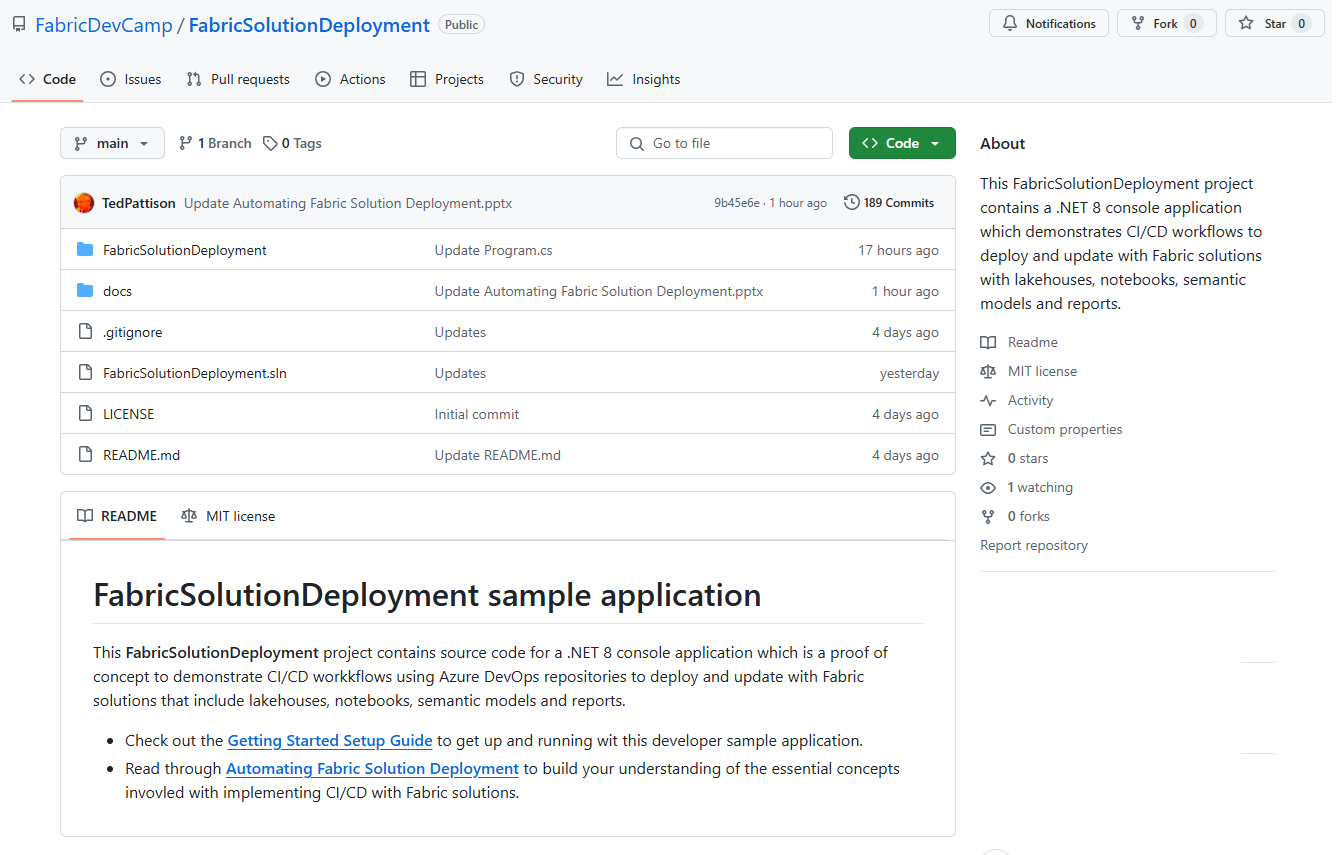 FabricDevCamp / FabricSolutionDeployment Public
Notifications Fork 0 Star 0
Code Issues Pull requests Actions Projects Security Insights
main 1 Branch 0 Tags Go to file Code
TedPattison Update Automating Fabric Solution Deployment.pptx 9b45e6e · 1 hour ago 189 Commits
FabricSolutionDeployment Update Program.cs 17 hours ago
docs Update Automating Fabric Solution Deployment.pptx 1 hour ago
.gitignore Updates 4 days ago
FabricSolutionDeployment.sln Updates yesterday
LICENSE Initial commit 4 days ago
README.md Update README.md 4 days ago
README MIT license
FabricSolutionDeployment sample application
This FabricSolutionDeployment project contains source code for a .NET 8 console application which is a proof of
concept to demonstrate CI/CD workkflows using Azure DevOps repositories to deploy and update with Fabric
solutions that include lakehouses, notebooks, semantic models and reports.
• Check out the Getting Started Setup Guide to get up and running wit this developer sample application.
• Read through Automating Fabric Solution Deployment to build your understanding of the essential concepts
invovled with implementing CI/CD with Fabric solutions.
About
This FabricSolutionDeployment project
contains a .NET 8 console application
which demonstrates CI/CD workflows to
deploy and update with Fabric solutions
with lakehouses, notebooks, semantic
models and reports.
Readme
MIT license
Activity
Custom properties
0 stars
1 watching
0 forks
Report repository